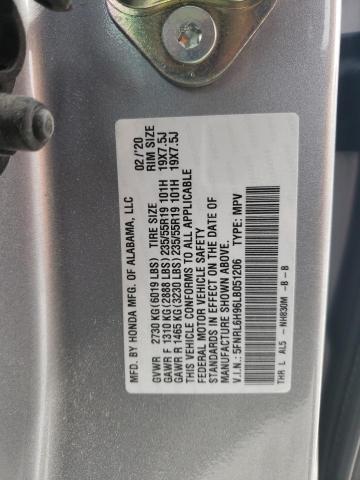 MFD. BY HONDA MFG. OF ALABAMA, LLC 02/'20
GVWR 2730 KG(6019 LBS) TIRE SIZE RIM SIZE
GAWR F 1310 KG(2888 LBS)235/55R19 101H 19X7.5J
GAWR R 1465 KG(3230 LBS)235/55R19 101H 19X7.5J
THIS VEHICLE CONFORMS TO ALL APPLICABLE
FEDERAL MOTOR VEHICLE SAFETY
STANDARDS IN EFFECT ON THE DATE OF
MANUFACTURE SHOWN ABOVE.
V.I.N.: 5FNRL6H96LB051206 TYPE: MPV
THR L AL5 -NH830M -B -B